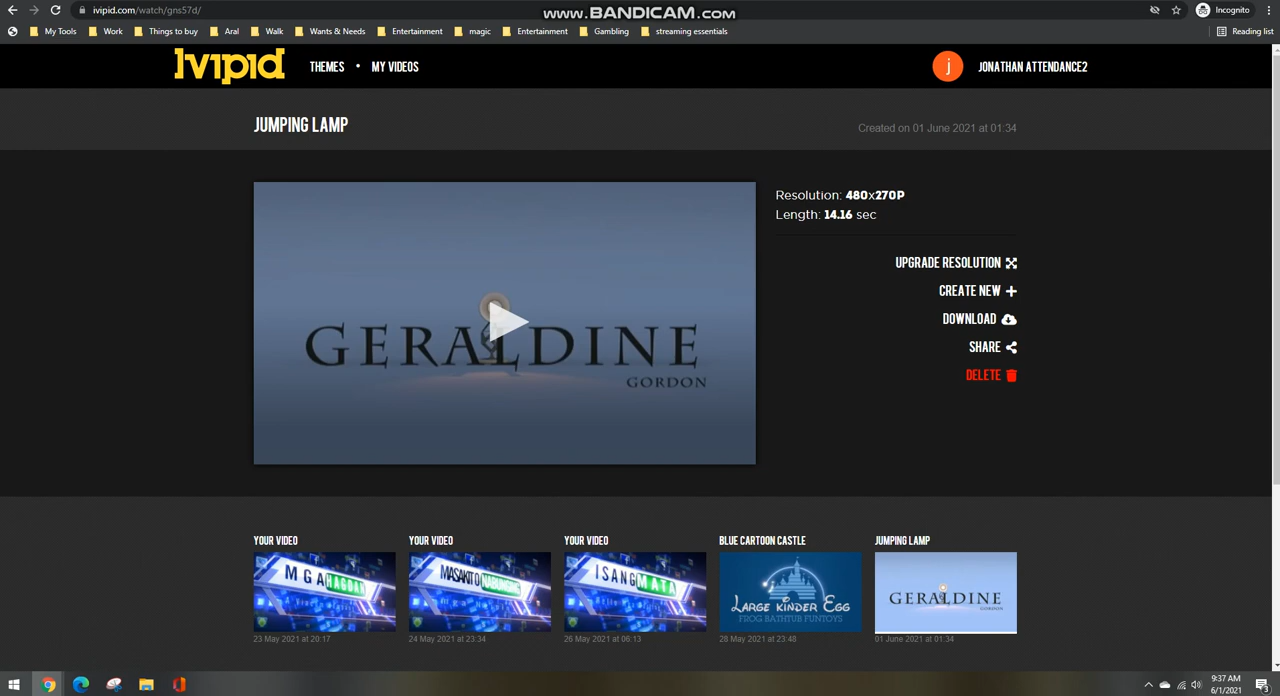 ivipid.com/watch/gns57d/
www.BANDICAM.com
Incognito
My Tools
Work
Things to buy
Aral
Walk
Wants & Needs
Entertainment
magic
Entertainment
Gambling
streaming essentials
Reading list
IVIPID
THEMES • MY VIDEOS
j
JONATHAN ATTENDANCE2
JUMPING LAMP
Created on 01 June 2021 at 01:34
GERALDINE
GORDON
Resolution: 480x270P
Length: 14.16 sec
UPGRADE RESOLUTION
CREATE NEW
DOWNLOAD
SHARE
DELETE
YOUR VIDEO
YOUR VIDEO
YOUR VIDEO
BLUE CARTOON CASTLE
JUMPING LAMP
MGA HAGDAN
MASAKIT O NABUNGING
ISANG MATA
LARGE KINDER EGG
FROG BATHTUB FUNTOYS
GERALDINE
GORDON
23 May 2021 at 20:17
24 May 2021 at 23:34
26 May 2021 at 06:13
28 May 2021 at 23:48
01 June 2021 at 01:34
9:37 AM
6/1/2021